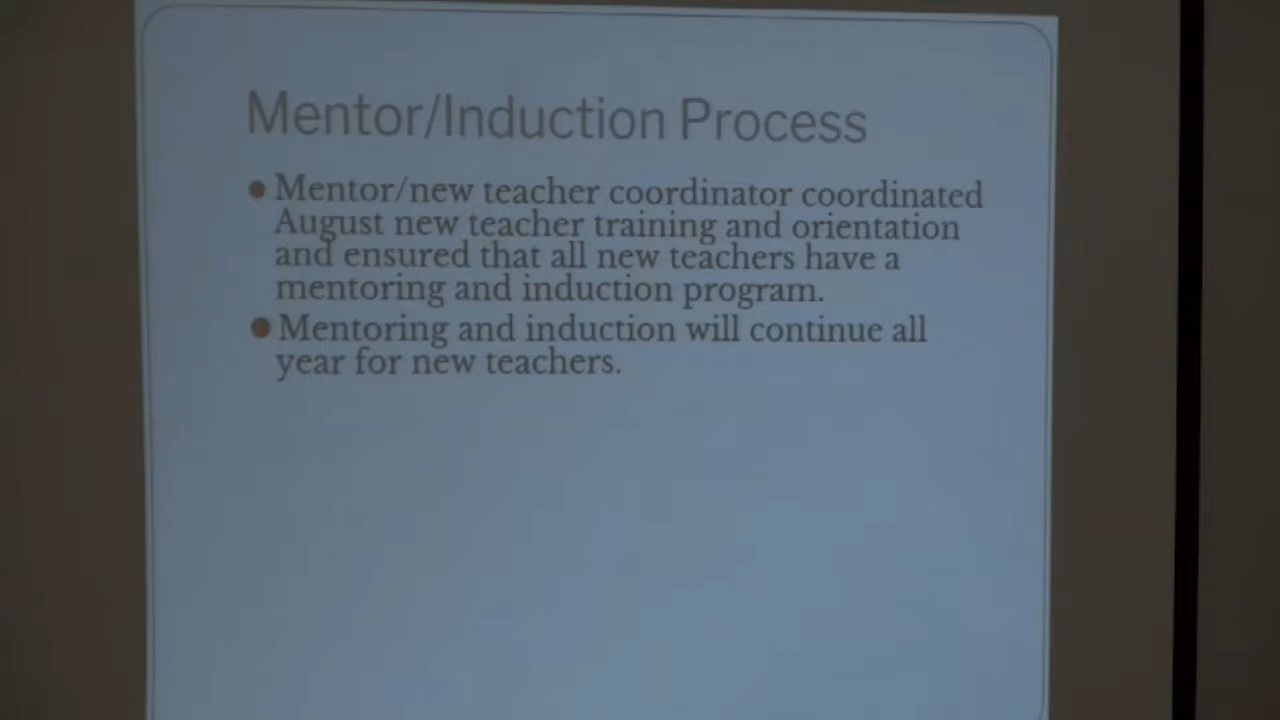 Mentor/Induction Process
Mentor/new teacher coordinator coordinated
August new teacher training and orientation
and ensured that all new teachers have a
mentoring and induction program.
Mentoring and induction will continue all
year for new teachers.